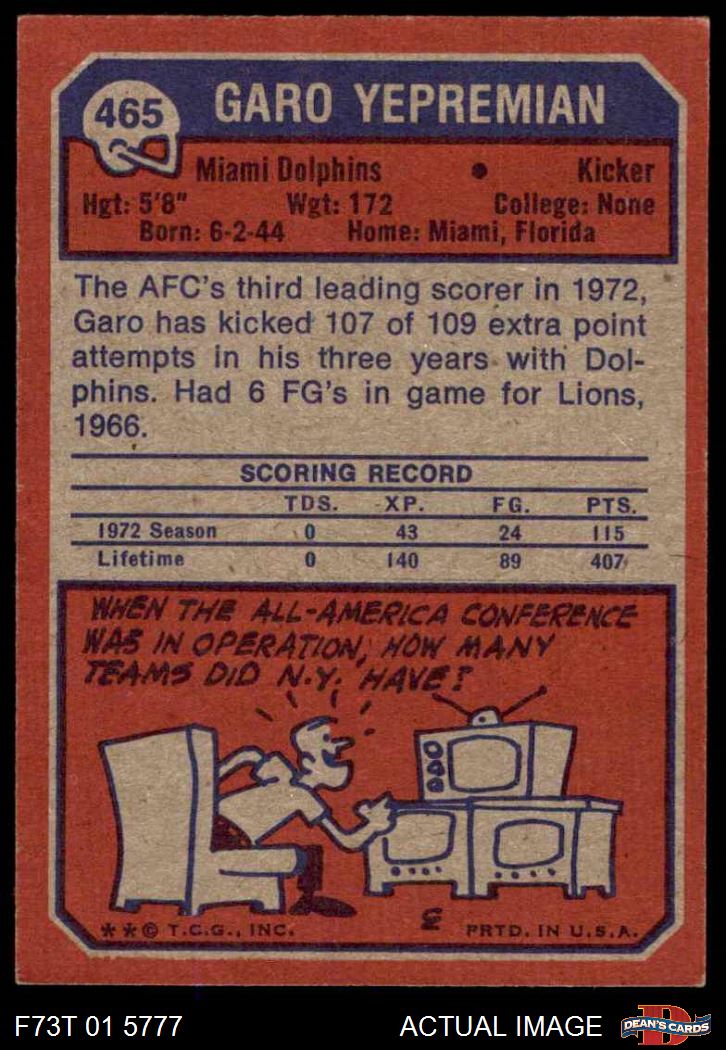 465
GARO YEPREMIAN
Miami Dolphins • Kicker
Hgt: 5'8" Wgt: 172 College: None
Born: 6-2-44 Home: Miami, Florida
The AFC's third leading scorer in 1972,
Garo has kicked 107 of 109 extra point
attempts in his three years with Dol-
phins. Had 6 FG's in game for Lions,
1966.
SCORING RECORD
TDS. XP. FG. PTS.
1972 Season 0 43 24 115
Lifetime 0 140 89 407
WHEN THE ALL-AMERICA CONFERENCE
WAS IN OPERATION, HOW MANY
TEAMS DID N.Y. HAVE?
**© T.C.G., INC. PRTD. IN U.S.A.
F73T 01 5777 ACTUAL IMAGE
D
DEAN'S CARDS